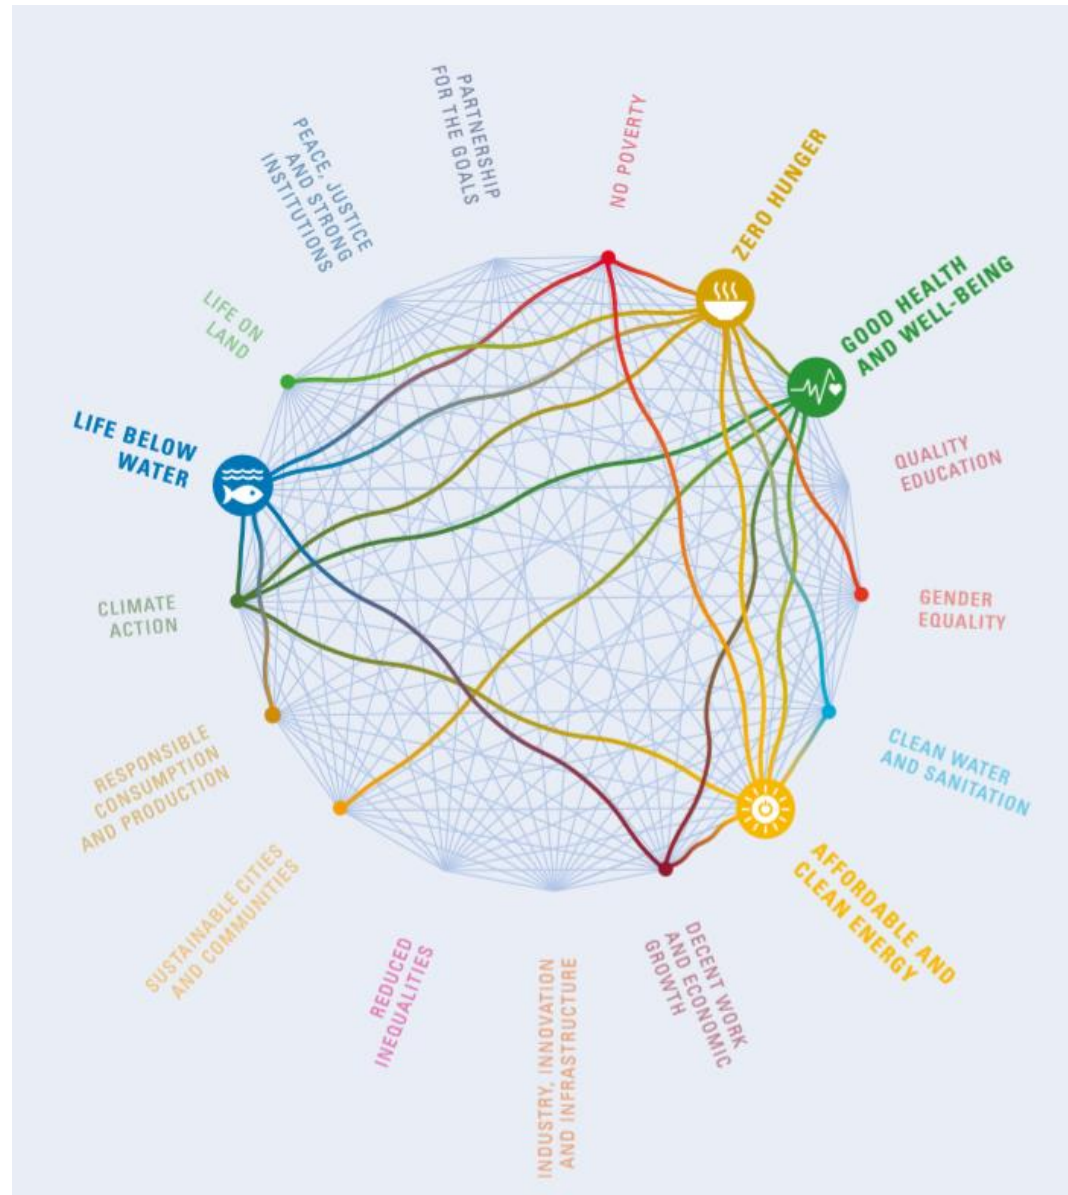 PARTNERSHIP
FOR THE GOALS
NO POVERTY
ZERO HUNGER
GOOD HEALTH
AND WELL-BEING
QUALITY
EDUCATION
GENDER
EQUALITY
CLEAN WATER
AND SANITATION
AFFORDABLE AND
CLEAN ENERGY
DECENT WORK
AND ECONOMIC
GROWTH
INDUSTRY, INNOVATION
AND INFRASTRUCTURE
REDUCED
INEQUALITIES
SUSTAINABLE CITIES
AND COMMUNITIES
RESPONSIBLE
CONSUMPTION
AND PRODUCTION
CLIMATE
ACTION
LIFE BELOW
WATER
LIFE ON
LAND
PEACE, JUSTICE
AND STRONG
INSTITUTIONS